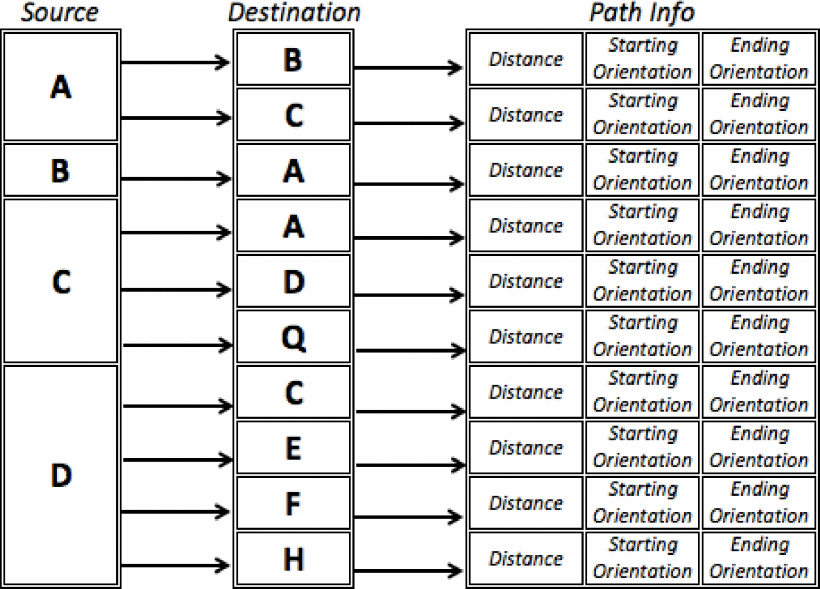 Source Destination Path Info
A B Distance Starting Orientation Ending Orientation
C Distance Starting Orientation Ending Orientation
B A Distance Starting Orientation Ending Orientation
C A Distance Starting Orientation Ending Orientation
D Distance Starting Orientation Ending Orientation
Q Distance Starting Orientation Ending Orientation
D C Distance Starting Orientation Ending Orientation
E Distance Starting Orientation Ending Orientation
F Distance Starting Orientation Ending Orientation
H Distance Starting Orientation Ending Orientation